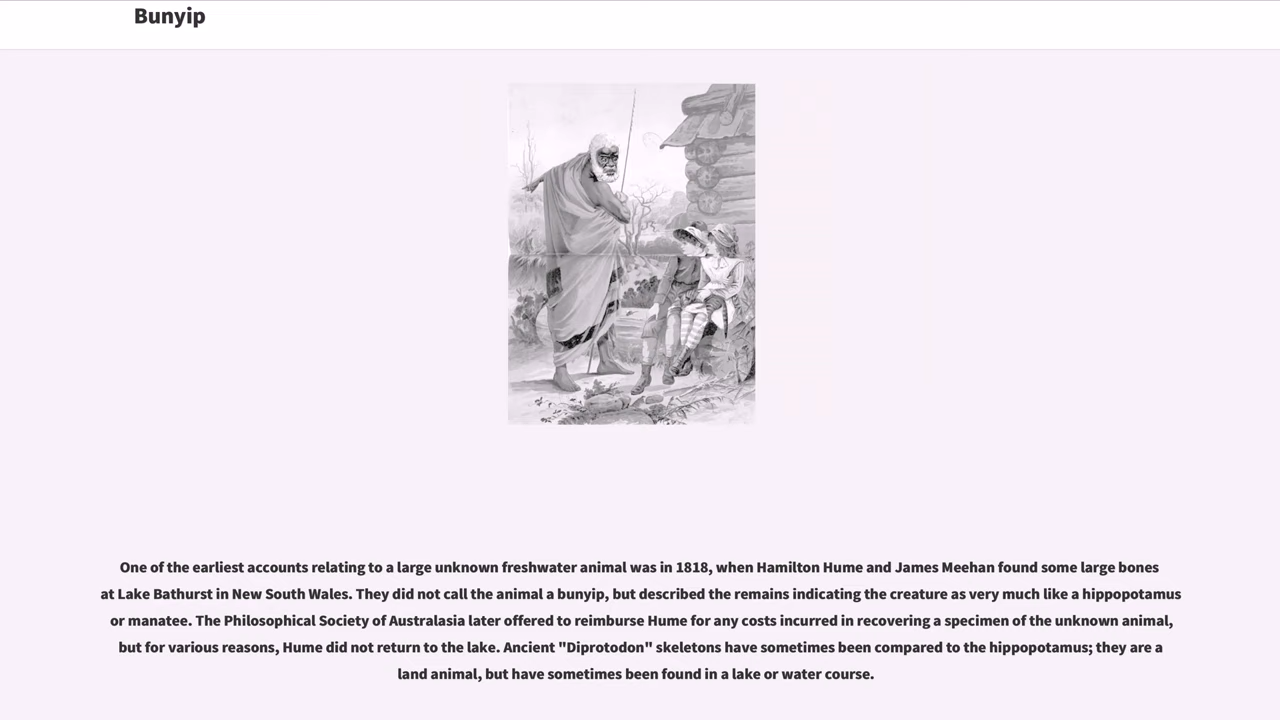 Bunyip
One of the earliest accounts relating to a large unknown freshwater animal was in 1818, when Hamilton Hume and James Meehan found some large bones
at Lake Bathurst in New South Wales. They did not call the animal a bunyip, but described the remains indicating the creature as very much like a hippopotamus
or manatee. The Philosophical Society of Australasia later offered to reimburse Hume for any costs incurred in recovering a specimen of the unknown animal,
but for various reasons, Hume did not return to the lake. Ancient "Diprotodon" skeletons have sometimes been compared to the hippopotamus; they are a
land animal, but have sometimes been found in a lake or water course.